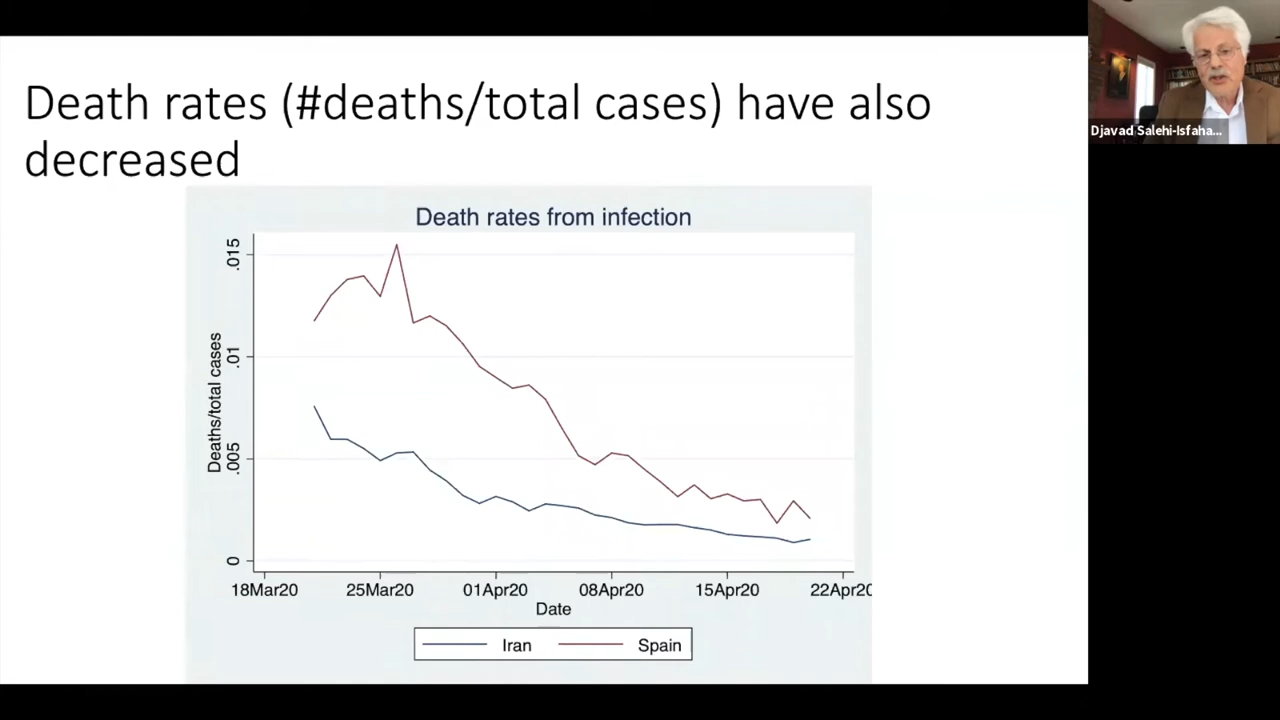 Death rates (#deaths/total cases) have also
decreased
Djavad Salehi-Isfaha...
Death rates from infection
Deaths/total cases
.015
.01
.005
0
18Mar20 25Mar20 01Apr20 08Apr20 15Apr20 22Apr20
Date
Iran Spain